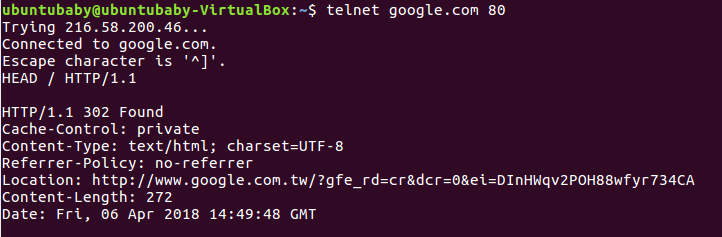 ubuntubaby@ubuntubaby-VirtualBox:~$ telnet google.com 80
Trying 216.58.200.46...
Connected to google.com.
Escape character is '^]'.
HEAD / HTTP/1.1
HTTP/1.1 302 Found
Cache-Control: private
Content-Type: text/html; charset=UTF-8
Referrer-Policy: no-referrer
Location: http://www.google.com.tw/?gfe_rd=cr&dcr=0&ei=DInHWqv2POH88wfyr734CA
Content-Length: 272
Date: Fri, 06 Apr 2018 14:49:48 GMT